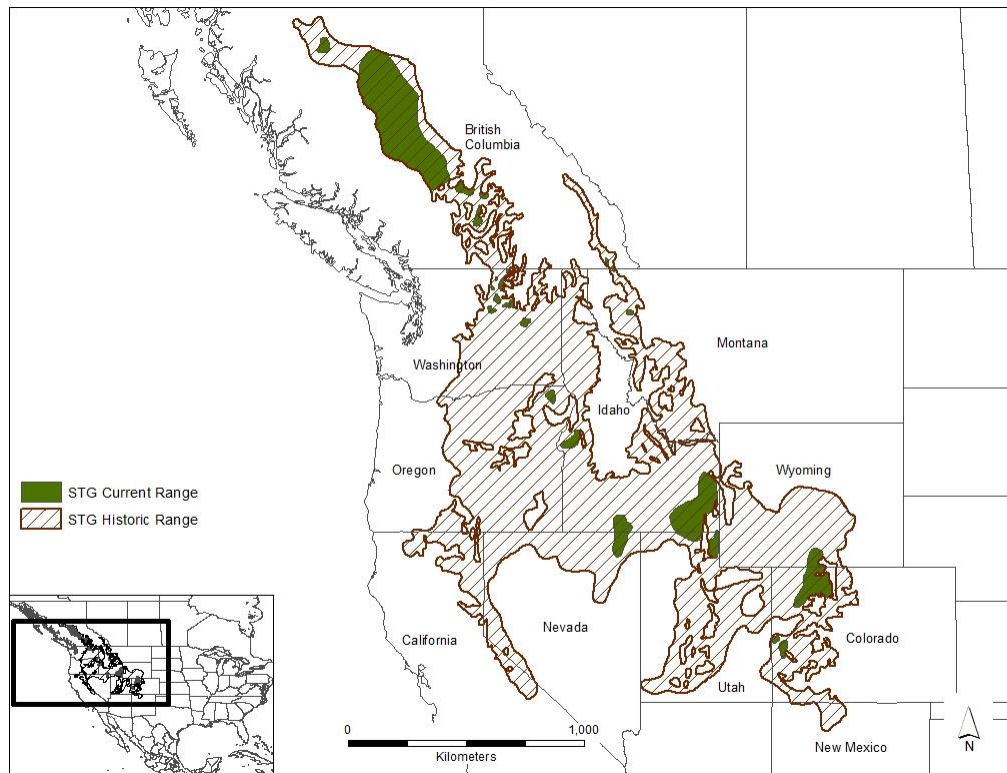 British
Columbia
Montana
Washington
Idaho
Oregon
Wyoming
STG Current Range
STG Historic Range
California
Nevada
Colorado
Utah
0
1,000
Kilometers
New Mexico
N